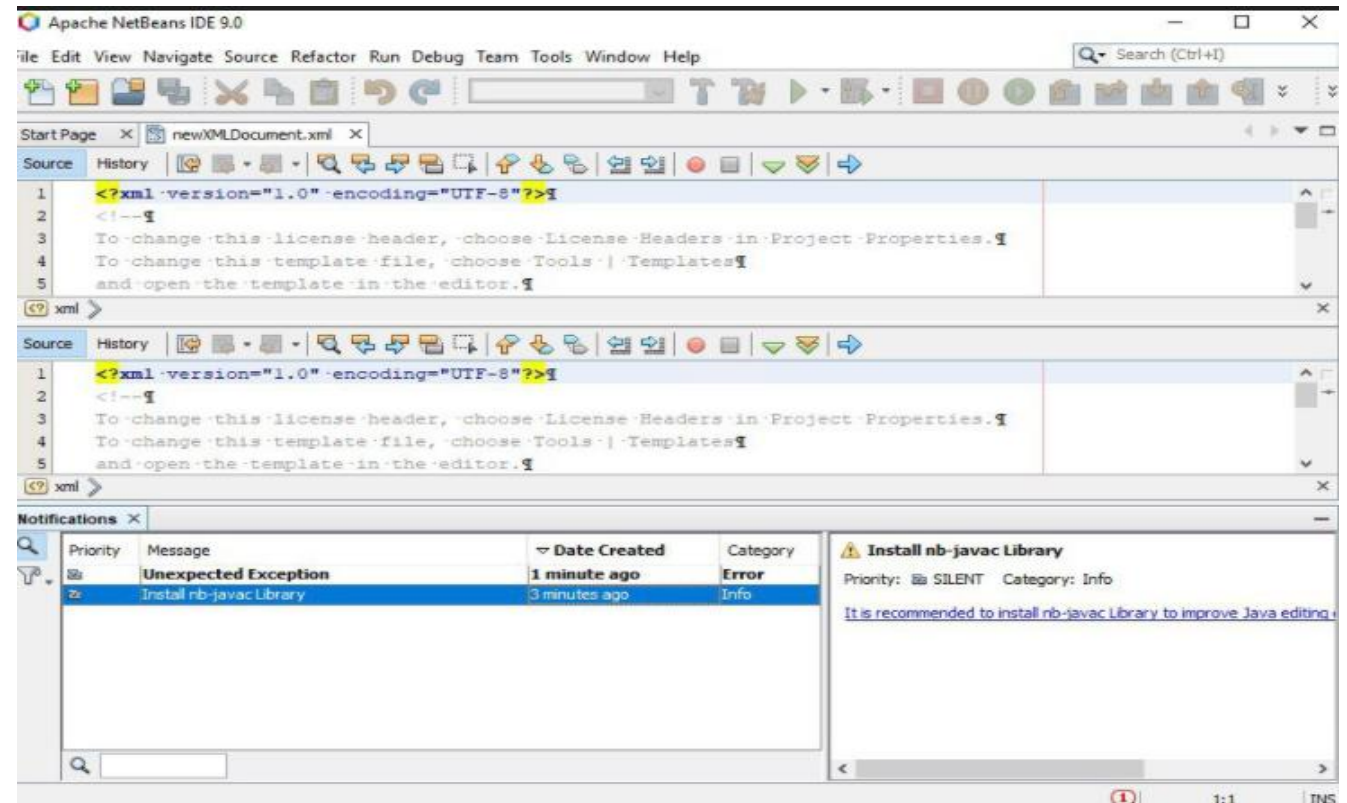 Apache NetBeans IDE 9.0
File Edit View Navigate Source Refactor Run Debug Team Tools Window Help
Search (Ctrl+I)
Start Page
newXMLDocument.xml
Source History
1 <?xml version="1.0" encoding="UTF-8"?>¶
2 <!--¶
3 To change this license header, choose License Headers in Project Properties.¶
4 To change this template file, choose Tools | Templates¶
5 and open the template in the editor.¶
xml
Source History
1 <?xml version="1.0" encoding="UTF-8"?>¶
2 <!--¶
3 To change this license header, choose License Headers in Project Properties.¶
4 To change this template file, choose Tools | Templates¶
5 and open the template in the editor.¶
xml
Notifications
Priority Message Date Created Category
Unexpected Exception 1 minute ago Error
Install nb-javac Library 3 minutes ago Info
Install nb-javac Library
Priority: SILENT Category: Info
It is recommended to install nb-javac Library to improve Java editing
1 1:1 INS